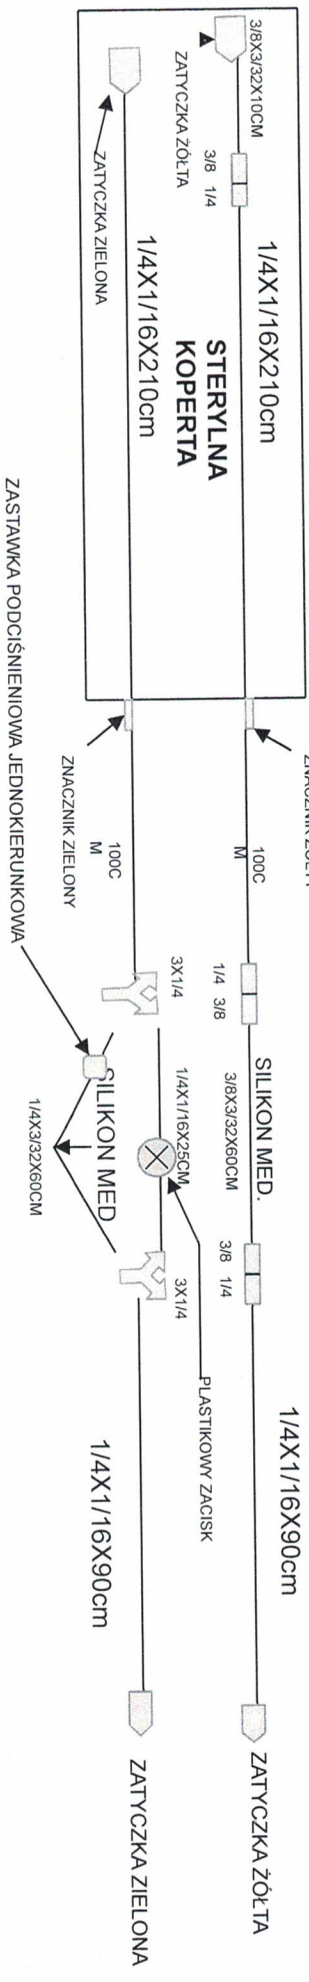 3/8X3/32X10CM
ZATYCZKA ŻÓŁTA
3/8 1/4
1/4X1/16X210cm
STERYLNA
KOPERTA
1/4X1/16X210cm
ZATYCZKA ZIELONA
100C
M
1/4 3/8
SILIKON MED.
3/8X3/32X60CM
3/8 1/4
1/4X1/16X90cm
ZATYCZKA ŻÓŁTA
ZNACZNIK ZIELONY
100C
M
3X1/4
1/4X1/16X25CM
PLASTIKOWY ZACISK
SILIKON MED
3X1/4
1/4X3/32X60CM
1/4X1/16X90cm
ZATYCZKA ZIELONA
ZASTAWKA PODCIŚNIENIOWA JEDNOKIERUNKOWA